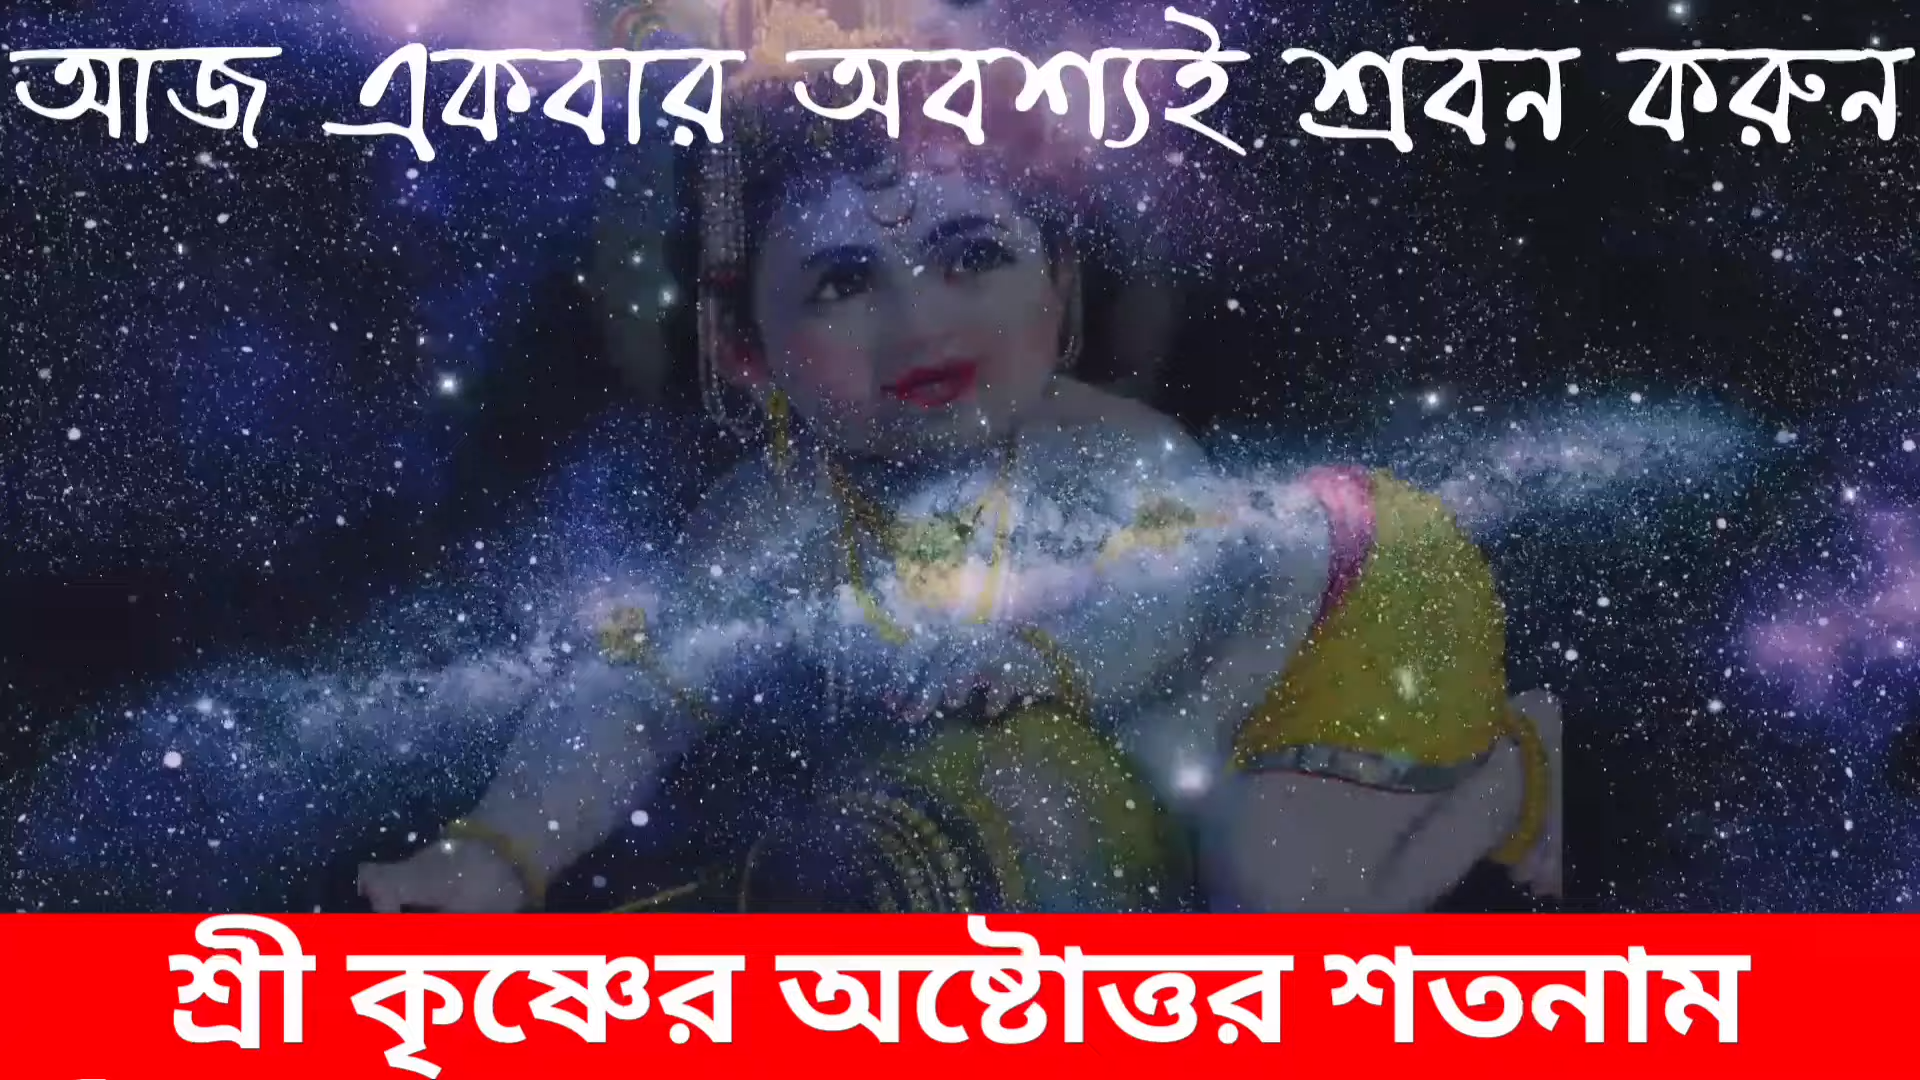 আজ একবার অবশ্যই শ্রবন করুন
শ্রী কৃষ্ণের অষ্টোত্তর শতনাম